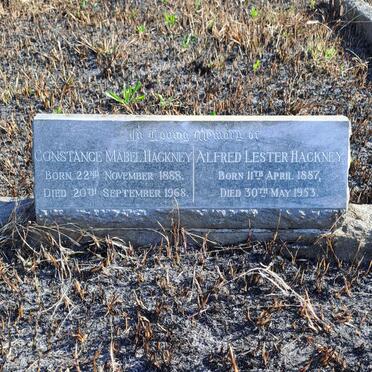 In Loving Memory of
Constance Mabel Hackney
Born 22nd November 1888.
Died 20th September 1968.
Alfred Lester Hackney
Born 11th April 1887,
Died 30th May 1953.